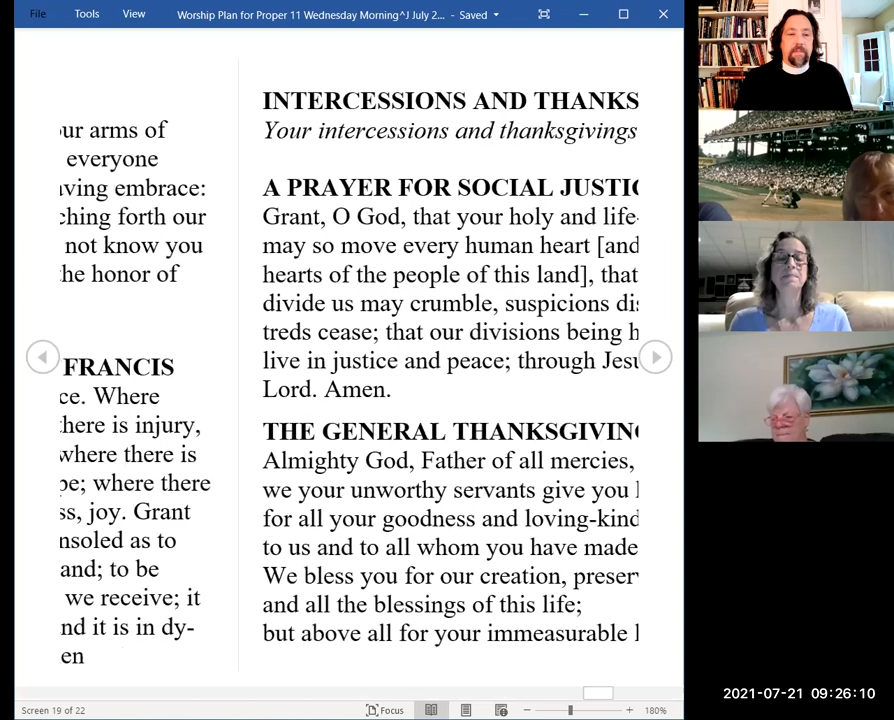 File Tools View Worship Plan for Proper 11 Wednesday Morning^J July 2... - Saved
our arms of
everyone
aving embrace:
ching forth our
not know you
the honor of
FRANCIS
ce. Where
there is injury,
where there is
pe; where there
ss, joy. Grant
nsoled as to
and; to be
we receive; it
nd it is in dy-
en
INTERCESSIONS AND THANKS
Your intercessions and thanksgivings
A PRAYER FOR SOCIAL JUSTIC
Grant, O God, that your holy and life-
may so move every human heart [and
hearts of the people of this land], that
divide us may crumble, suspicions dis
treds cease; that our divisions being h
live in justice and peace; through Jesu
Lord. Amen.
THE GENERAL THANKSGIVING
Almighty God, Father of all mercies,
we your unworthy servants give you
for all your goodness and loving-kind
to us and to all whom you have made
We bless you for our creation, preserv
and all the blessings of this life;
but above all for your immeasurable
Screen 19 of 22 Focus 180%
2021-07-21 09:26:10